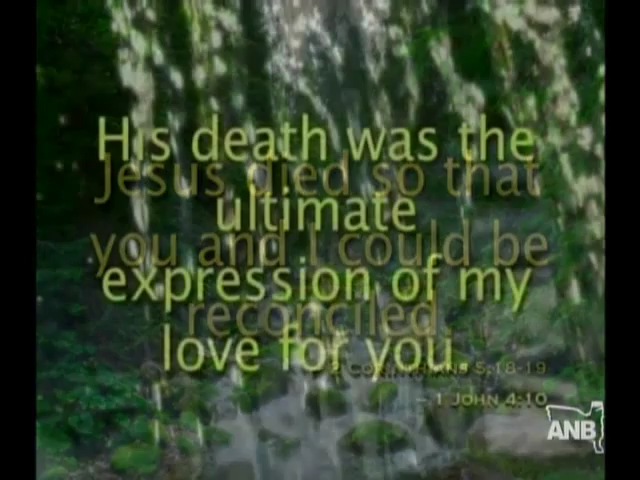 His death was the
Jesus died so that
ultimate
you and I could be
expression of my
reconciled.
love for you.
2 CORINTHIANS 5:18-19
– 1 JOHN 4:10
ANB